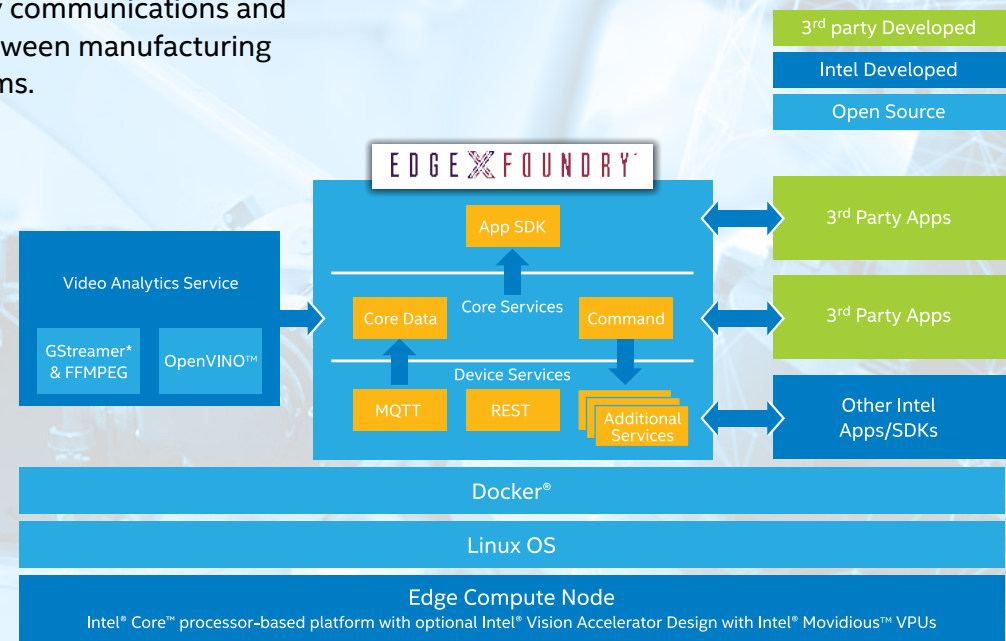 y communications and
ween manufacturing
ms.
3rd party Developed
Intel Developed
Open Source
EDGE X FOUNDRY
App SDK
3rd Party Apps
Video Analytics Service
GStreamer*
& FFMPEG
OpenVINO™
Core Services
Core Data
Command
3rd Party Apps
Device Services
MQTT
REST
Additional
Services
Other Intel
Apps/SDKs
Docker®
Linux OS
Edge Compute Node
Intel® Core™ processor-based platform with optional Intel® Vision Accelerator Design with Intel® Movidious™ VPUs